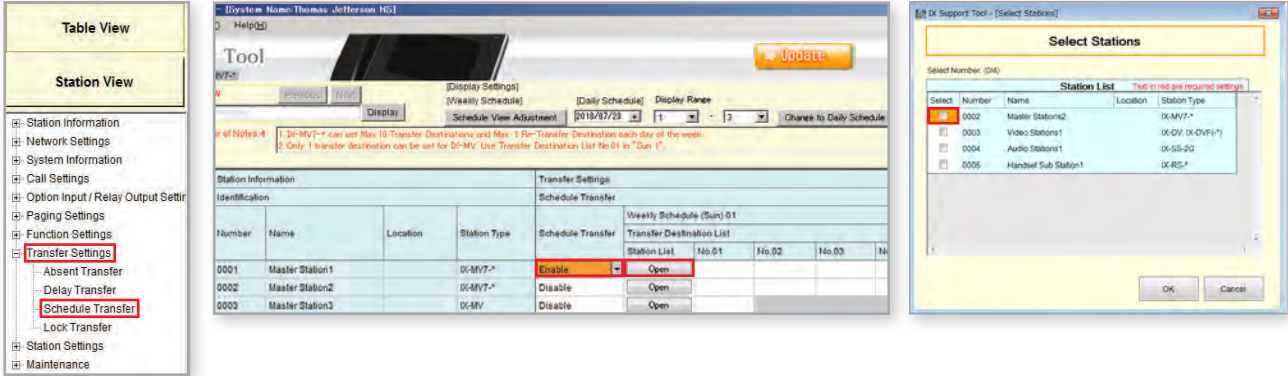 Table View
Station View
Station Information
Network Settings
System Information
Call Settings
Option Input / Relay Output Settin
Paging Settings
Function Settings
Transfer Settings
Absent Transfer
Delay Transfer
Schedule Transfer
Lock Transfer
Station Settings
Maintenance
- [System Name:Thomas Jefferson HS]
Help(H)
Tool
Update
Previous Next
Display
[Display Settings]
[Weekly Schedule]
Schedule View Adjustment
[Daily Schedule]
2018/07/23
Display Range
1 - 3
Change to Daily Schedule
r of Notes:4
1. IX-MV7-* can set Max 10 Transfer Destinations and Max. 1 Re-Transfer Destination each day of the week.
2. Only 1 transfer destination can be set for IX-MV. Use Transfer Destination List No.01 in "Sun 1".
Station Information Transfer Settings
Identification Schedule Transfer
Weekly Schedule (Sun) 01
Number Name Location Station Type Schedule Transfer Transfer Destination List
Station List No.01 No.02 No.03
0001 Master Station1 IX-MV7-* Enable Open
0002 Master Station2 IX-MV7-* Disable Open
0003 Master Station3 IX-MV Disable Open
IX Support Tool - [Select Stations]
Select Stations
Select Number: (0/4)
Station List Text in red are required settings
Select Number Name Location Station Type
0002 Master Stations2 IX-MV7-*
0003 Video Stations1 IX-DV, IX-DVF(-*)
0004 Audio Stations1 IX-SS-2G
0005 Handset Sub Station1 IX-RS-*
OK Cancel